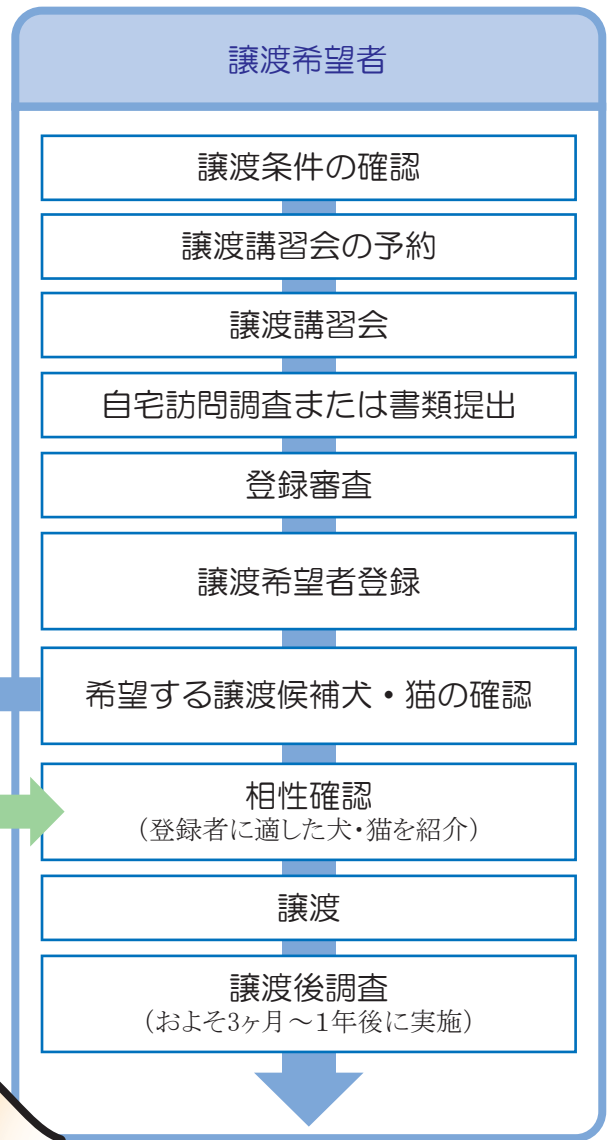 譲渡希望者
譲渡条件の確認
譲渡講習会の予約
譲渡講習会
自宅訪問調査または書類提出
登録審査
譲渡希望者登録
希望する譲渡候補犬・猫の確認
相性確認
（登録者に適した犬・猫を紹介）
譲渡
譲渡後調査
（およそ3ヶ月～1年後に実施）